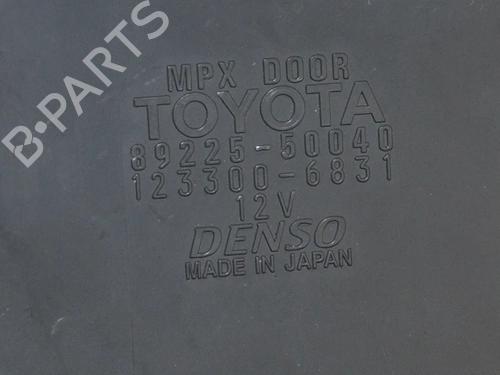 B-PARTS
MPX DOOR
TOYOTA
89225-50040
123300-6831
12V
DENSO
MADE IN JAPAN